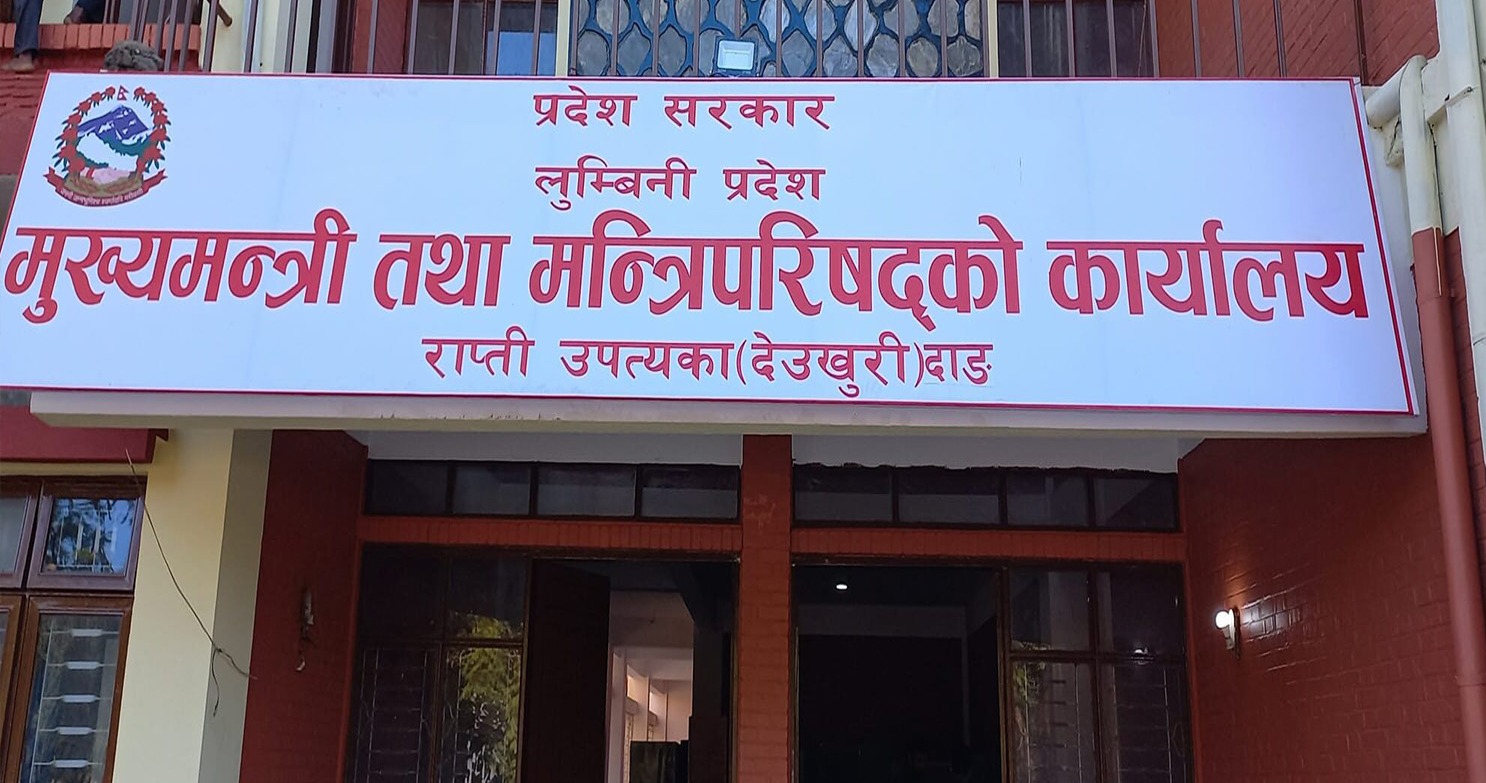 प्रदेश सरकार
लुम्बिनी प्रदेश
मुख्यमन्त्री तथा मन्त्रिपरिषद्को कार्यालय
राप्ती उपत्यका(देउखुरी)दाङ